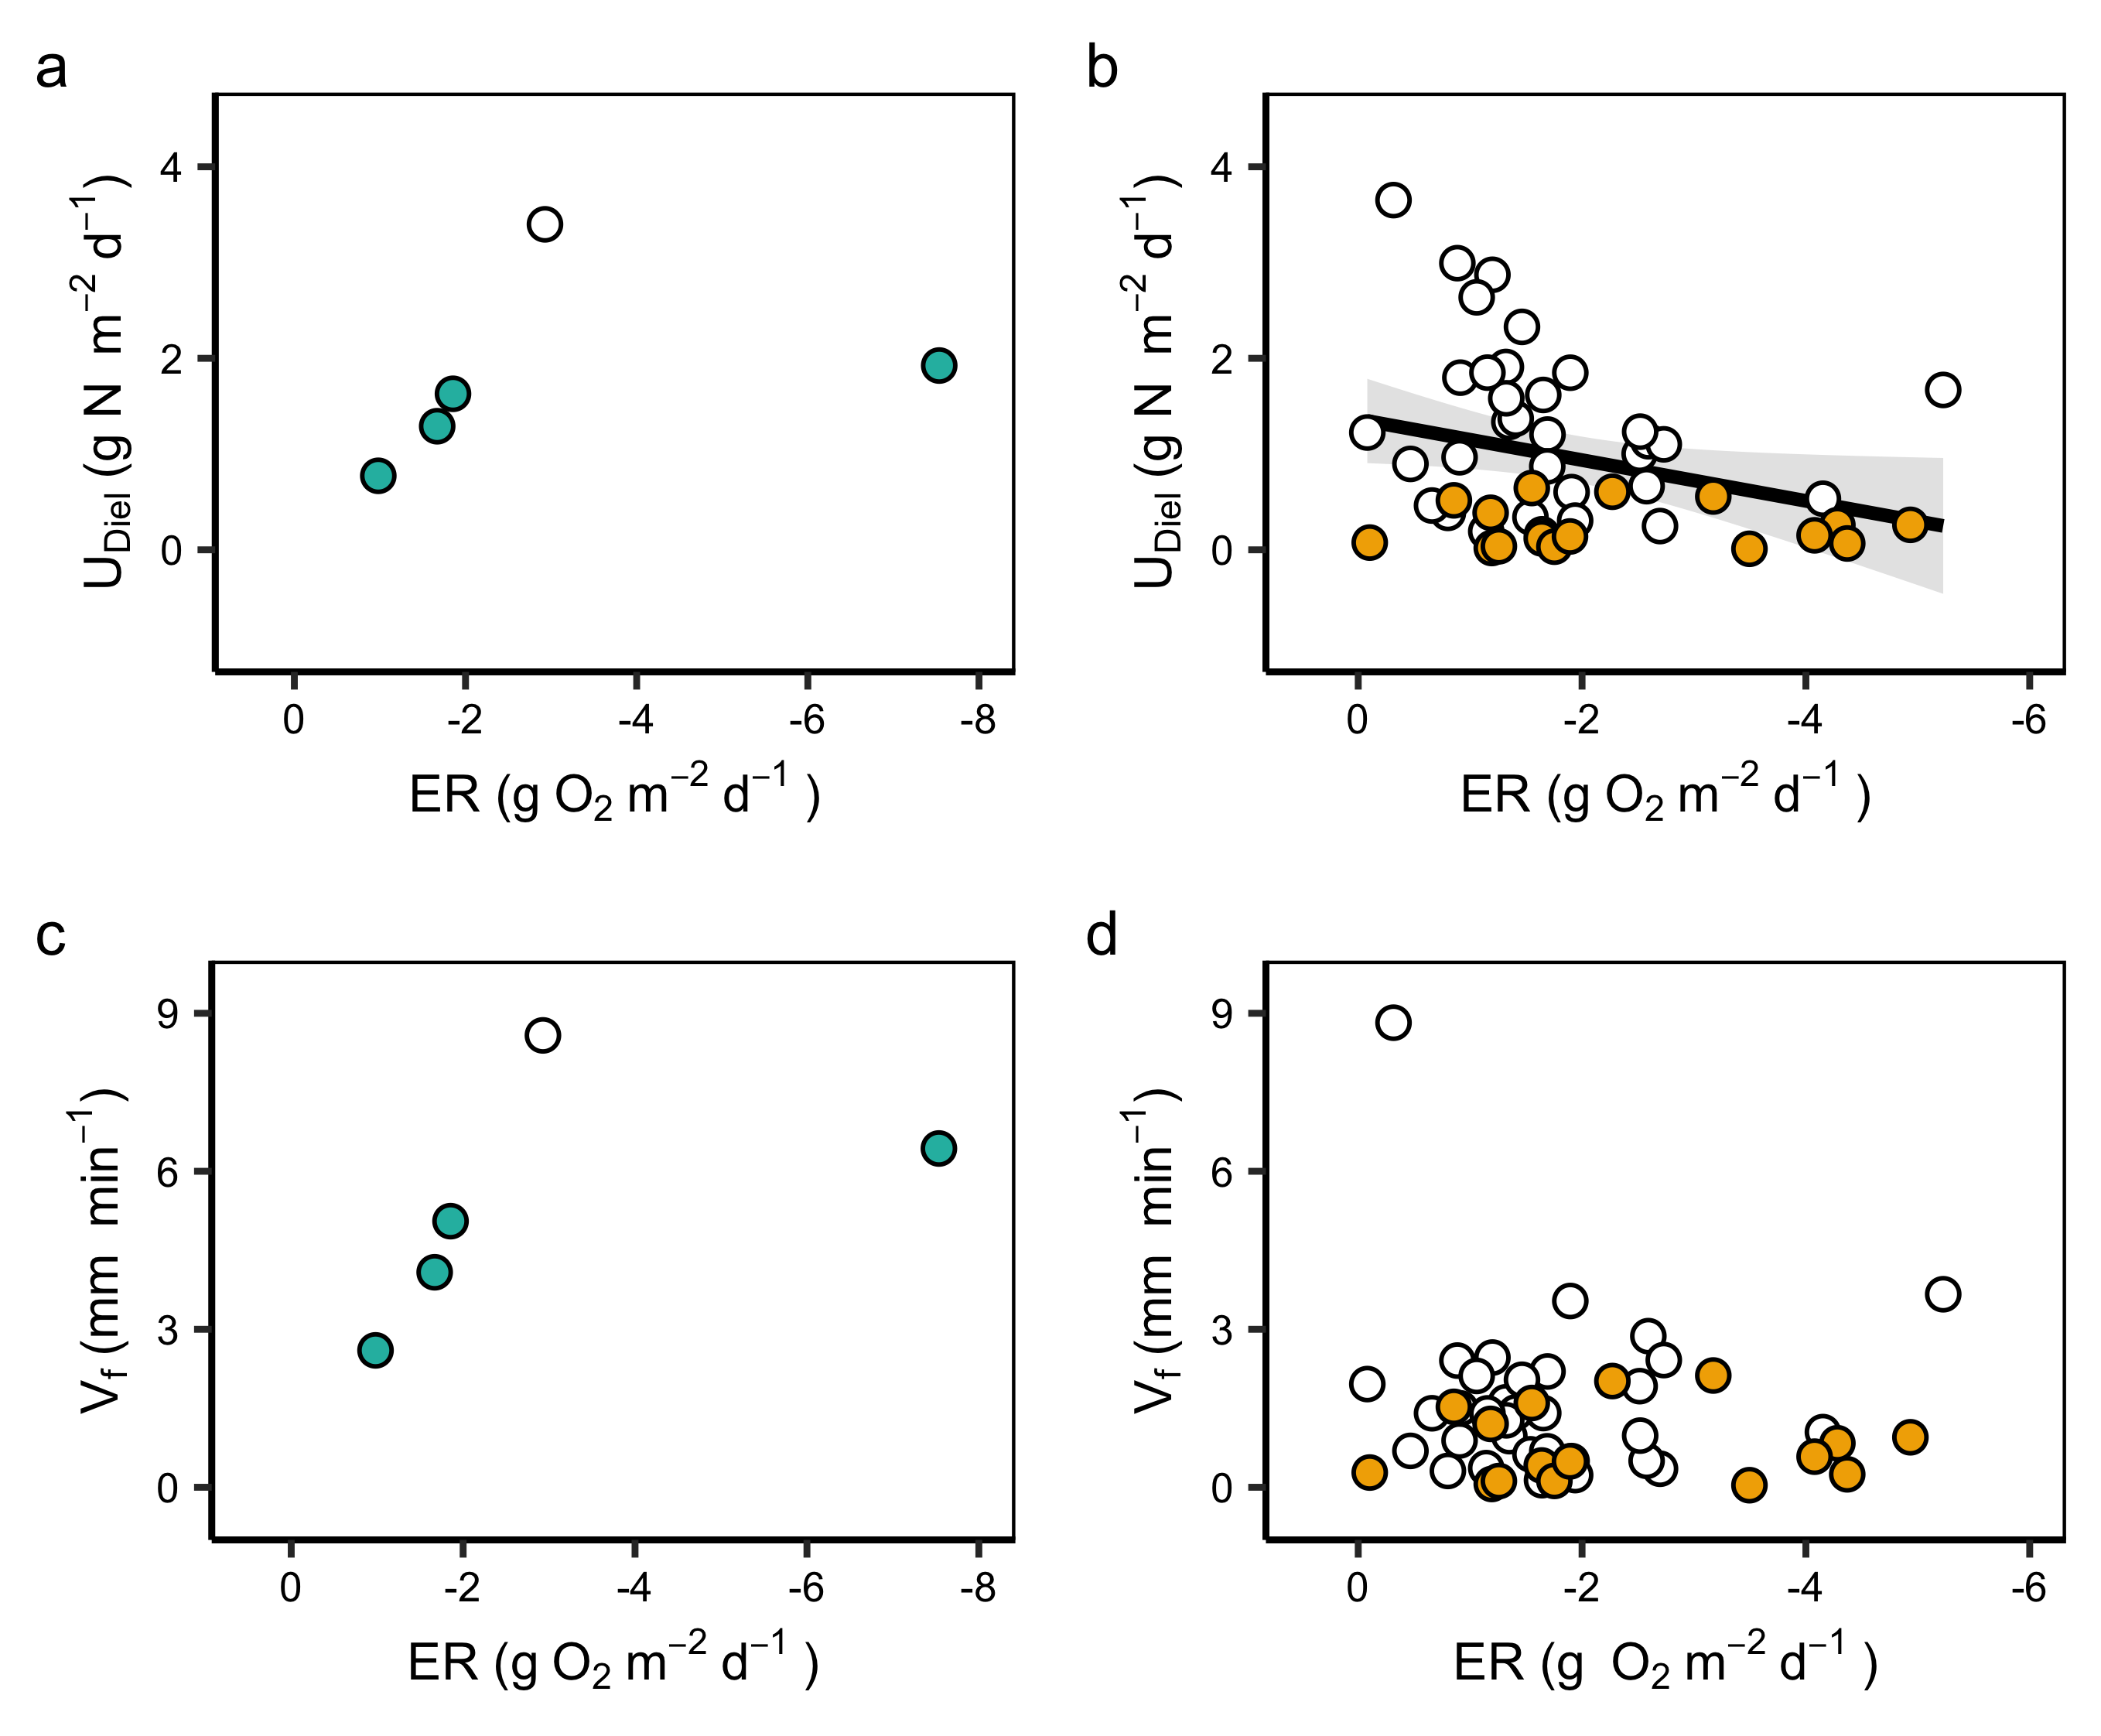 a
U_Diel (g N m⁻² d⁻¹)
4
2
0
0 -2 -4 -6 -8
ER (g O₂ m⁻² d⁻¹ )
b
U_Diel (g N m⁻² d⁻¹)
4
2
0
0 -2 -4 -6
ER (g O₂ m⁻² d⁻¹ )
c
V_f (mm min⁻¹)
9
6
3
0
0 -2 -4 -6 -8
ER (g O₂ m⁻² d⁻¹ )
d
V_f (mm min⁻¹)
9
6
3
0
0 -2 -4 -6
ER (g O₂ m⁻² d⁻¹ )